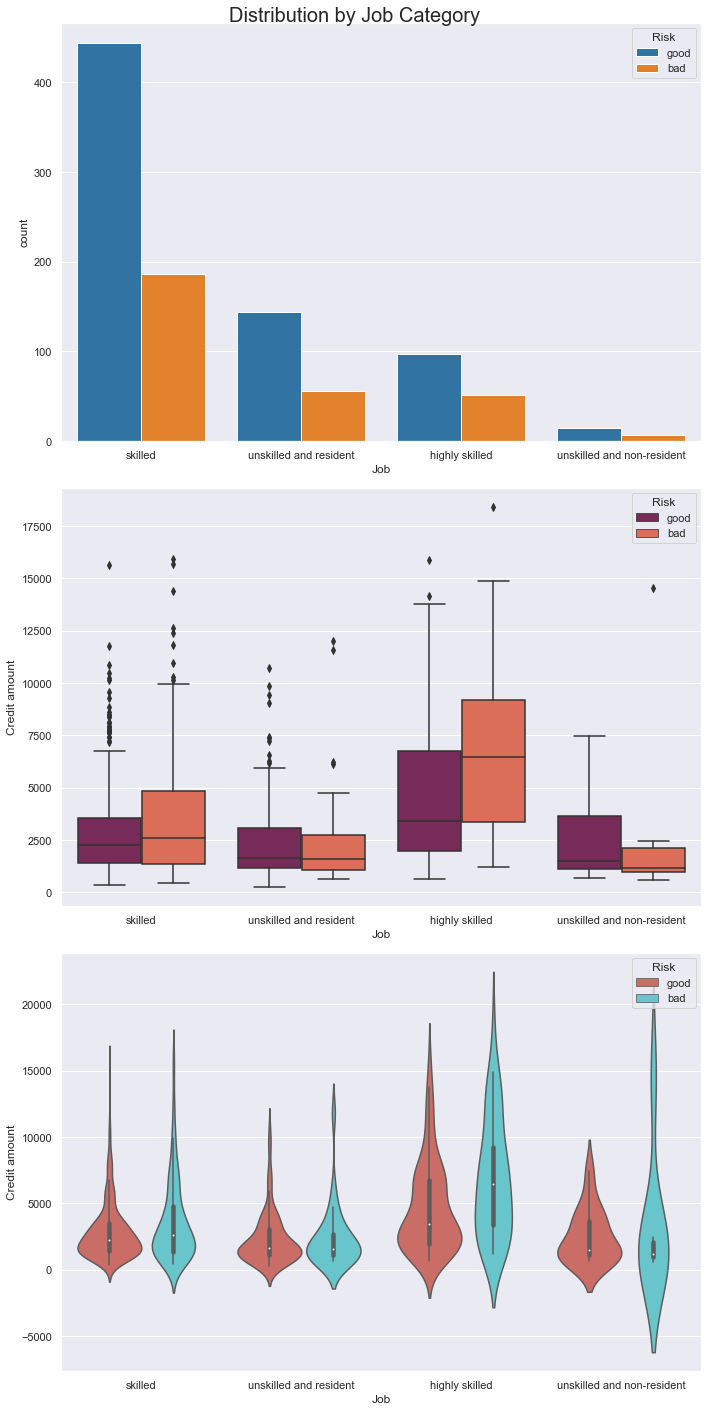 Distribution by Job Category
Risk
good
bad
400
300
200
100
0
count
skilled
unskilled and resident
highly skilled
unskilled and non-resident
Job
Risk
good
bad
17500
15000
12500
10000
7500
5000
2500
0
Credit amount
skilled
unskilled and resident
highly skilled
unskilled and non-resident
Job
Risk
good
bad
20000
15000
10000
5000
0
−5000
Credit amount
skilled
unskilled and resident
highly skilled
unskilled and non-resident
Job